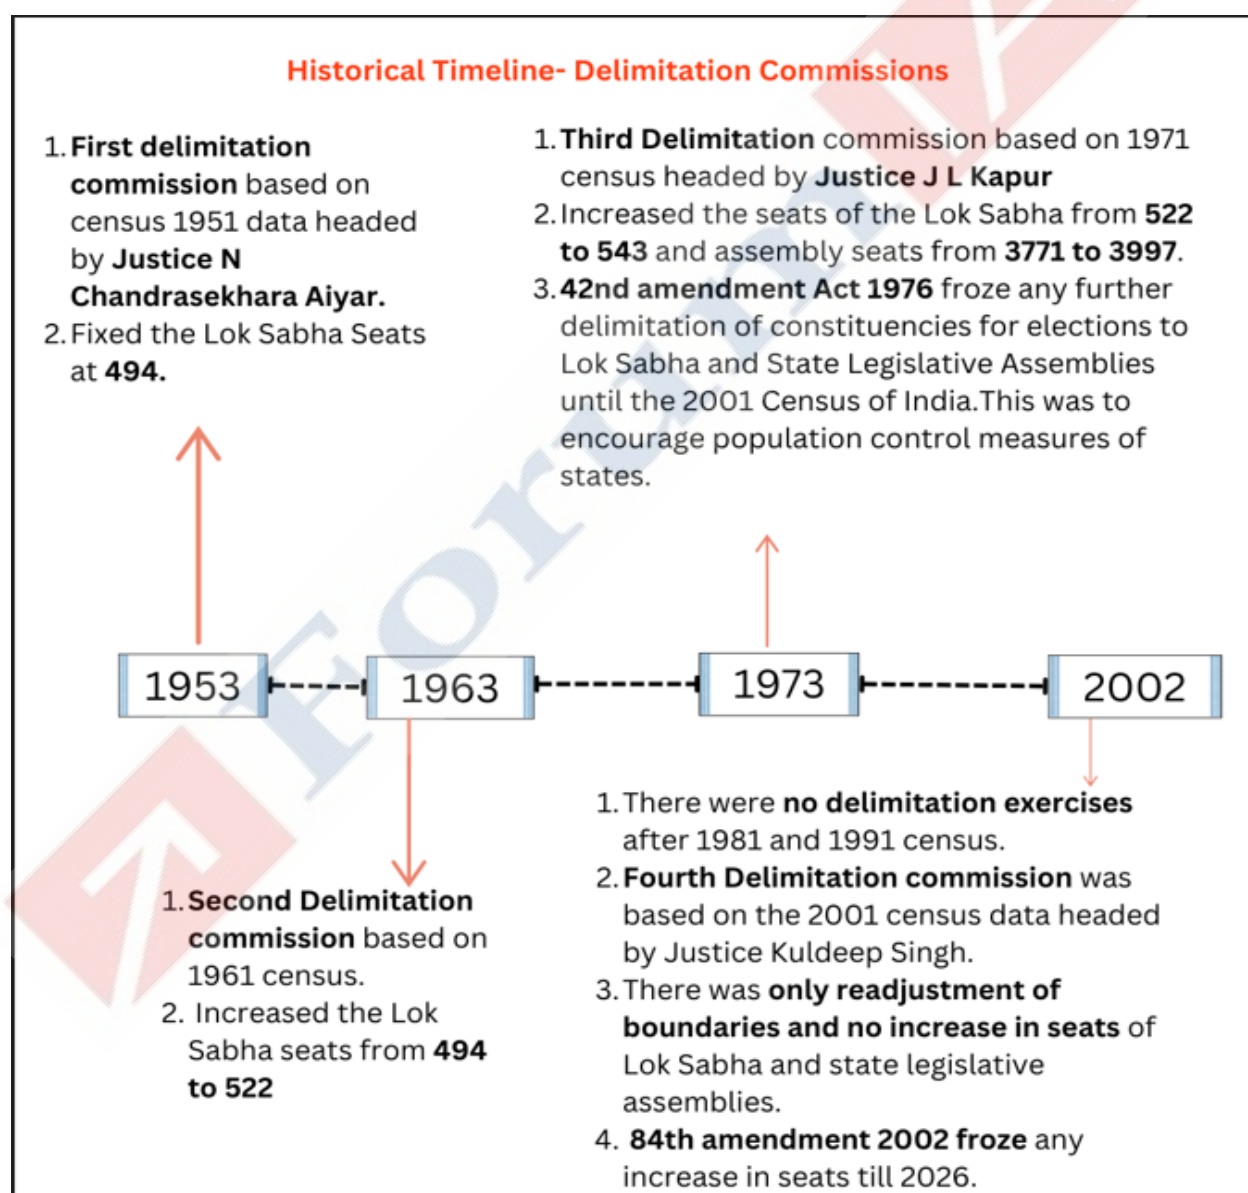 Historical Timeline- Delimitation Commissions
1. First delimitation
commission based on
census 1951 data headed
by Justice N
Chandrasekhara Aiyar.
2. Fixed the Lok Sabha Seats
at 494.
1. Third Delimitation commission based on 1971
census headed by Justice J L Kapur
2. Increased the seats of the Lok Sabha from 522
to 543 and assembly seats from 3771 to 3997.
3. 42nd amendment Act 1976 froze any further
delimitation of constituencies for elections to
Lok Sabha and State Legislative Assemblies
until the 2001 Census of India.This was to
encourage population control measures of
states.
1953
1963
1973
2002
1. Second Delimitation
commission based on
1961 census.
2. Increased the Lok
Sabha seats from 494
to 522
1. There were no delimitation exercises
after 1981 and 1991 census.
2. Fourth Delimitation commission was
based on the 2001 census data headed
by Justice Kuldeep Singh.
3. There was only readjustment of
boundaries and no increase in seats of
Lok Sabha and state legislative
assemblies.
4. 84th amendment 2002 froze any
increase in seats till 2026.
ForumIA